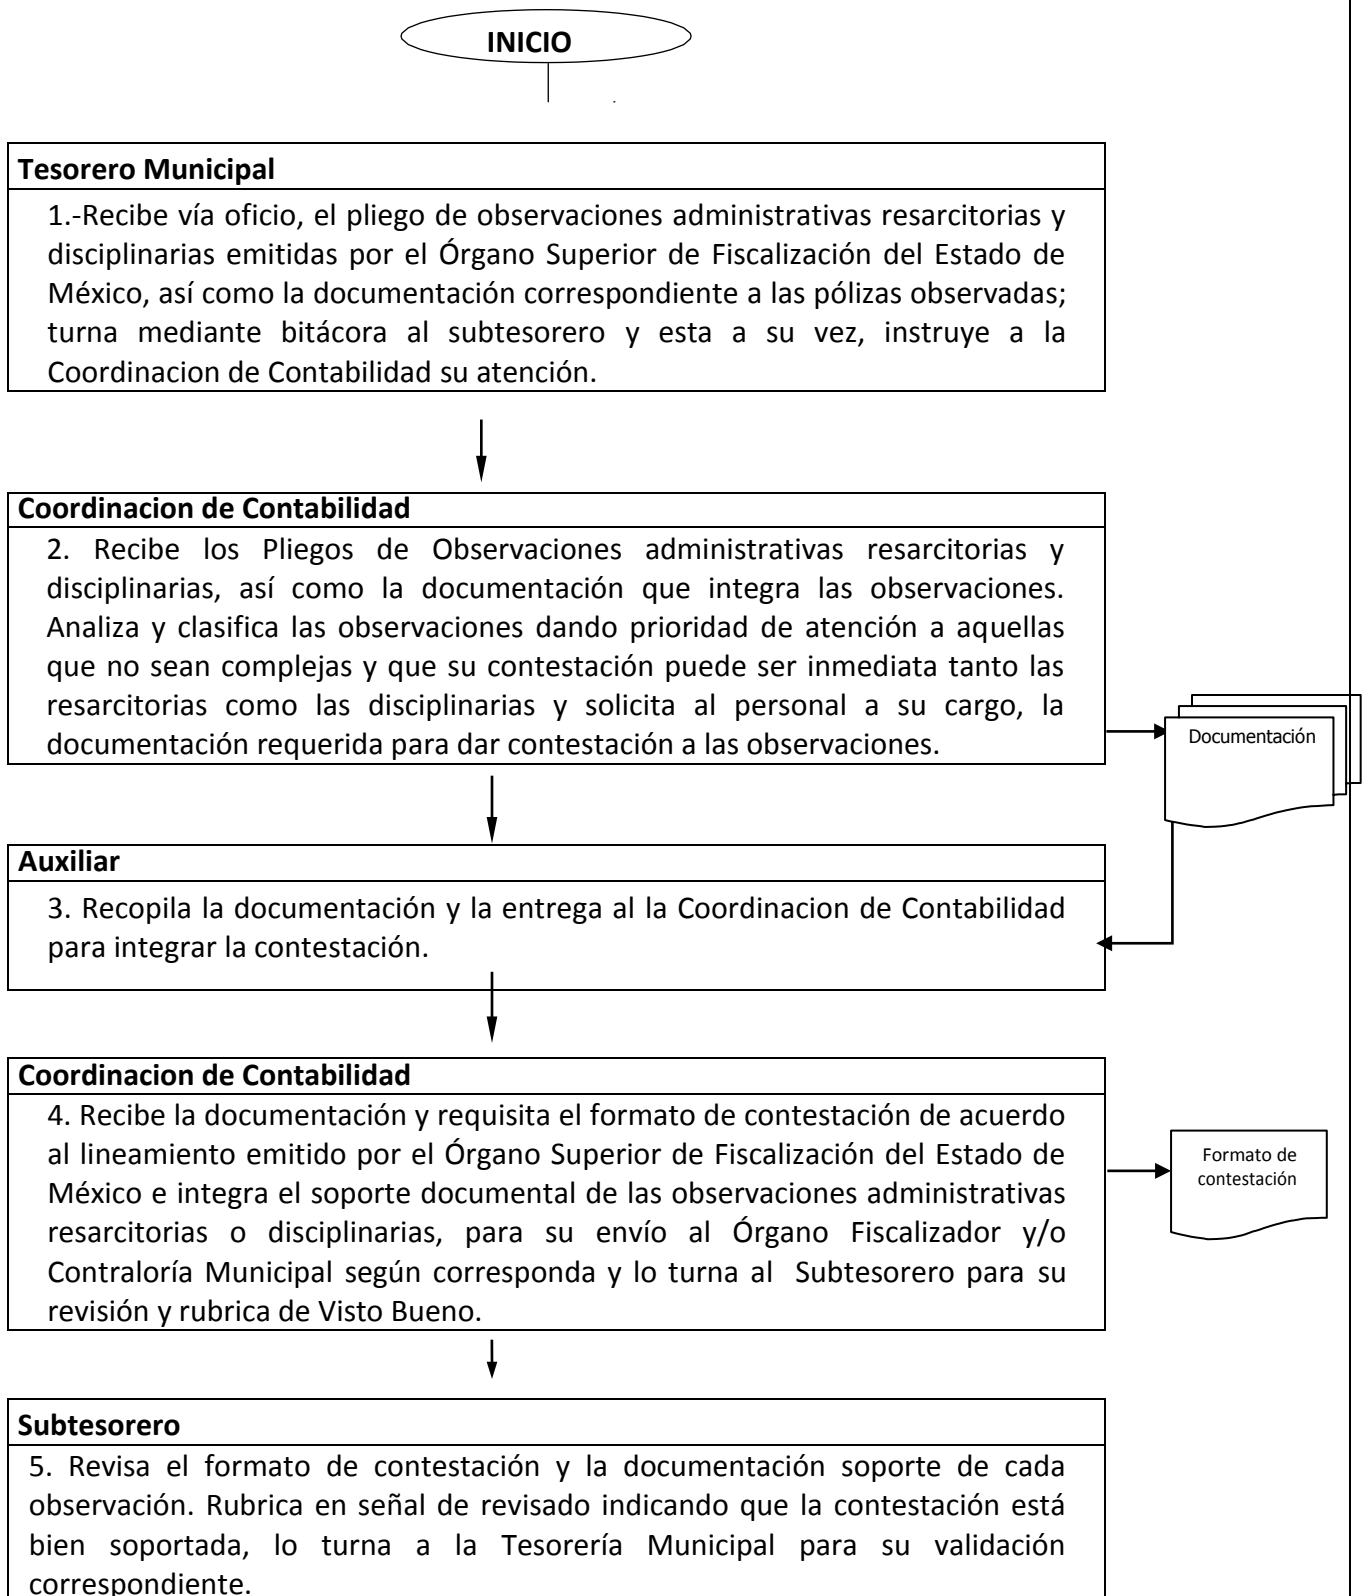 INICIO
Tesorero Municipal
1.-Recibe vía oficio, el pliego de observaciones administrativas resarcitorias y
disciplinarias emitidas por el Órgano Superior de Fiscalización del Estado de
México, así como la documentación correspondiente a las pólizas observadas;
turna mediante bitácora al subtesorero y esta a su vez, instruye a la
Coordinacion de Contabilidad su atención.
Coordinacion de Contabilidad
2. Recibe los Pliegos de Observaciones administrativas resarcitorias y
disciplinarias, así como la documentación que integra las observaciones.
Analiza y clasifica las observaciones dando prioridad de atención a aquellas
que no sean complejas y que su contestación puede ser inmediata tanto las
resarcitorias como las disciplinarias y solicita al personal a su cargo, la
documentación requerida para dar contestación a las observaciones.
Documentación
Auxiliar
3. Recopila la documentación y la entrega al la Coordinacion de Contabilidad
para integrar la contestación.
Coordinacion de Contabilidad
4. Recibe la documentación y requisita el formato de contestación de acuerdo
al lineamiento emitido por el Órgano Superior de Fiscalización del Estado de
México e integra el soporte documental de las observaciones administrativas
resarcitorias o disciplinarias, para su envío al Órgano Fiscalizador y/o
Contraloría Municipal según corresponda y lo turna al Subtesorero para su
revisión y rubrica de Visto Bueno.
Formato de
contestación
Subtesorero
5. Revisa el formato de contestación y la documentación soporte de cada
observación. Rubrica en señal de revisado indicando que la contestación está
bien soportada, lo turna a la Tesorería Municipal para su validación
correspondiente.